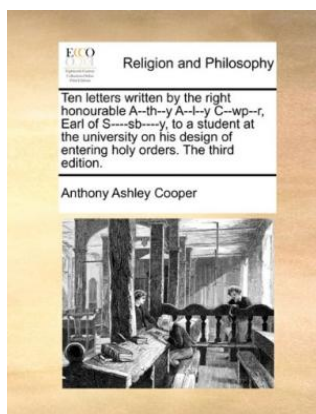 ECCO
Religion and Philosophy
Ten letters written by the right
honourable A--th--y A--l--y C--wp--r,
Earl of S----sb----y, to a student at
the university on his design of
entering holy orders. The third
edition.
Anthony Ashley Cooper